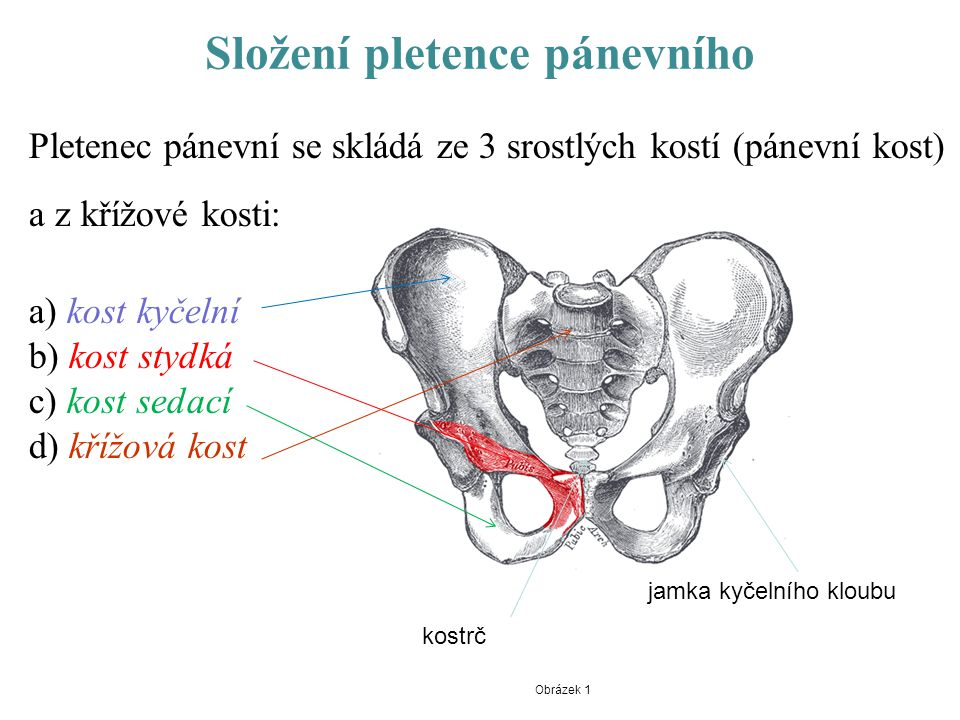 Složení pletence pánevního
Pletenec pánevní se skládá ze 3 srostlých kostí (pánevní kost)
a z křížové kosti:
a) kost kyčelní
b) kost stydká
c) kost sedací
d) křížová kost
Pubis
Pubic Arch
jamka kyčelního kloubu
kostrč
Obrázek 1